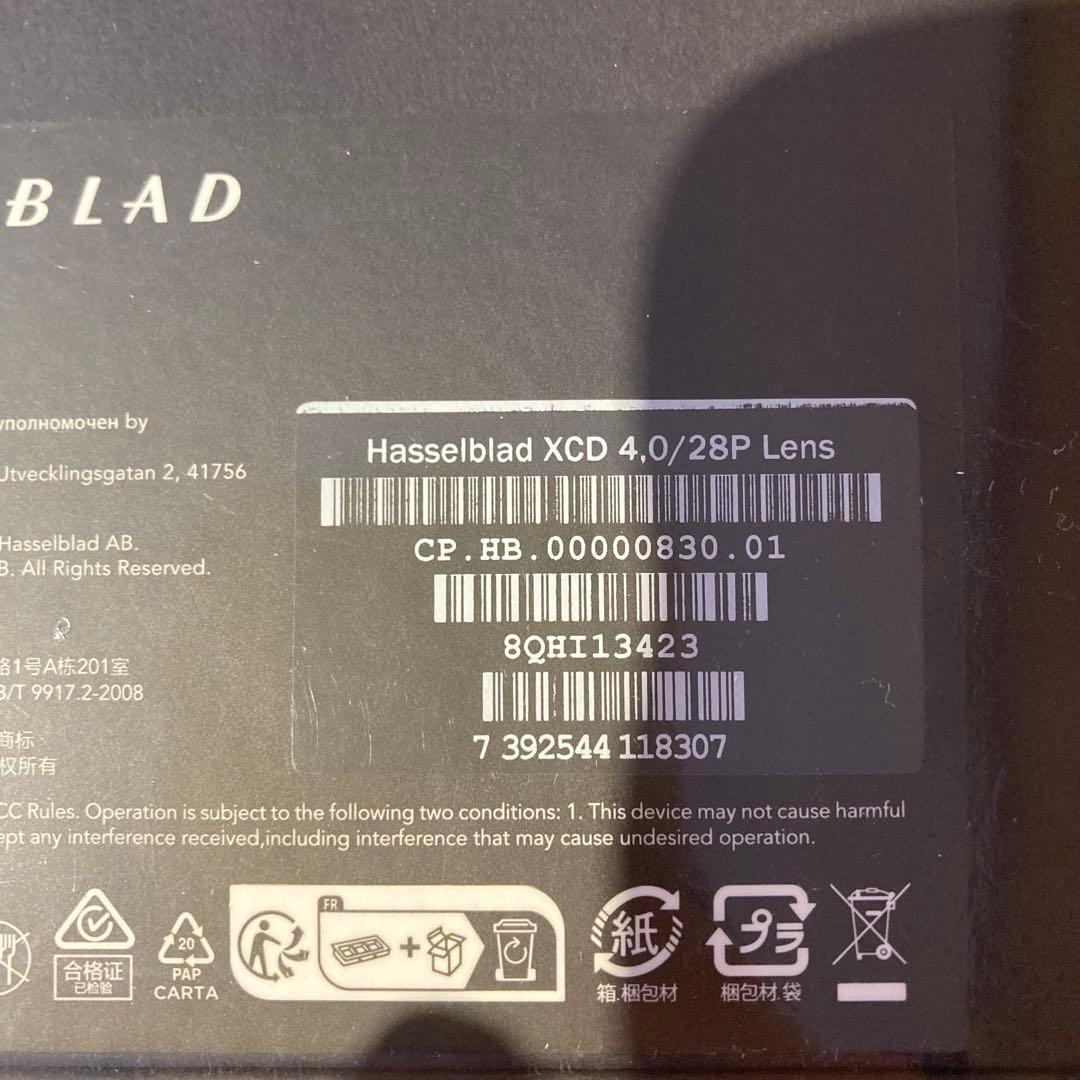 BLAD
уполномочен by
Utvecklingsgatan 2, 41756
Hasselblad AB.
B. All Rights Reserved.
路1号A栋201室
B/T 9917.2-2008
商标
权所有
Hasselblad XCD 4,0/28P Lens
CP.HB.00000830.01
8QHI13423
7 392544 118307
CC Rules. Operation is subject to the following two conditions: 1. This device may not cause harmful
ept any interference received,including interference that may cause undesired operation.
合格证
已检验
20
PAP
CARTA
FR
紙
箱.梱包材
プラ
梱包材.袋